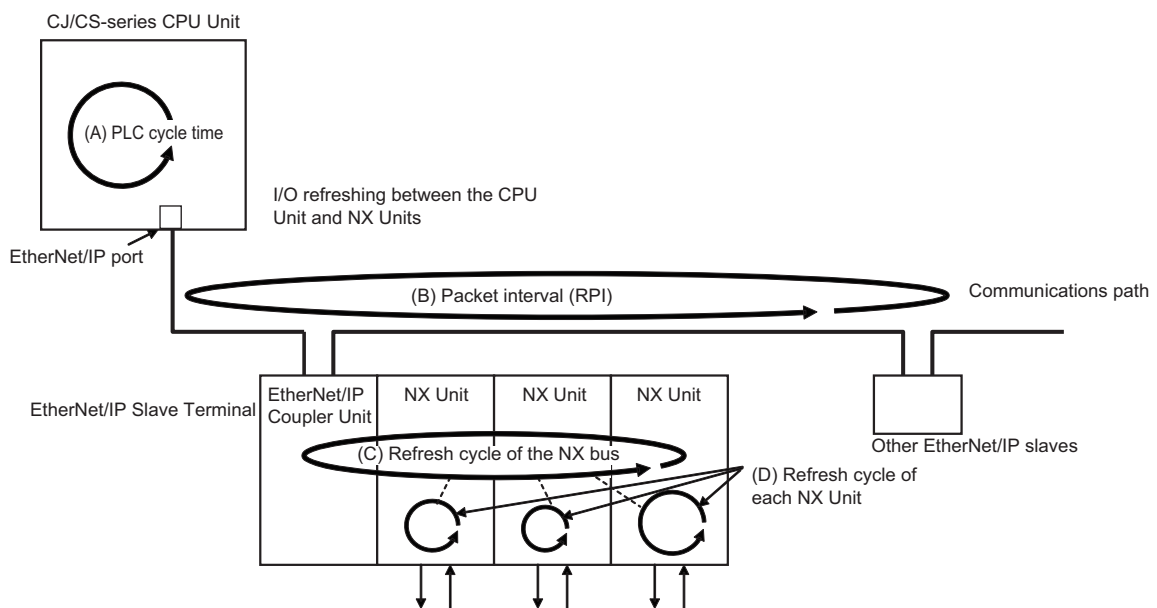 CJ/CS-series CPU Unit
(A) PLC cycle time
I/O refreshing between the CPU
Unit and NX Units
EtherNet/IP port
(B) Packet interval (RPI)
Communications path
EtherNet/IP Slave Terminal
EtherNet/IP
Coupler Unit
NX Unit
NX Unit
NX Unit
Other EtherNet/IP slaves
(C) Refresh cycle of the NX bus
(D) Refresh cycle of
each NX Unit